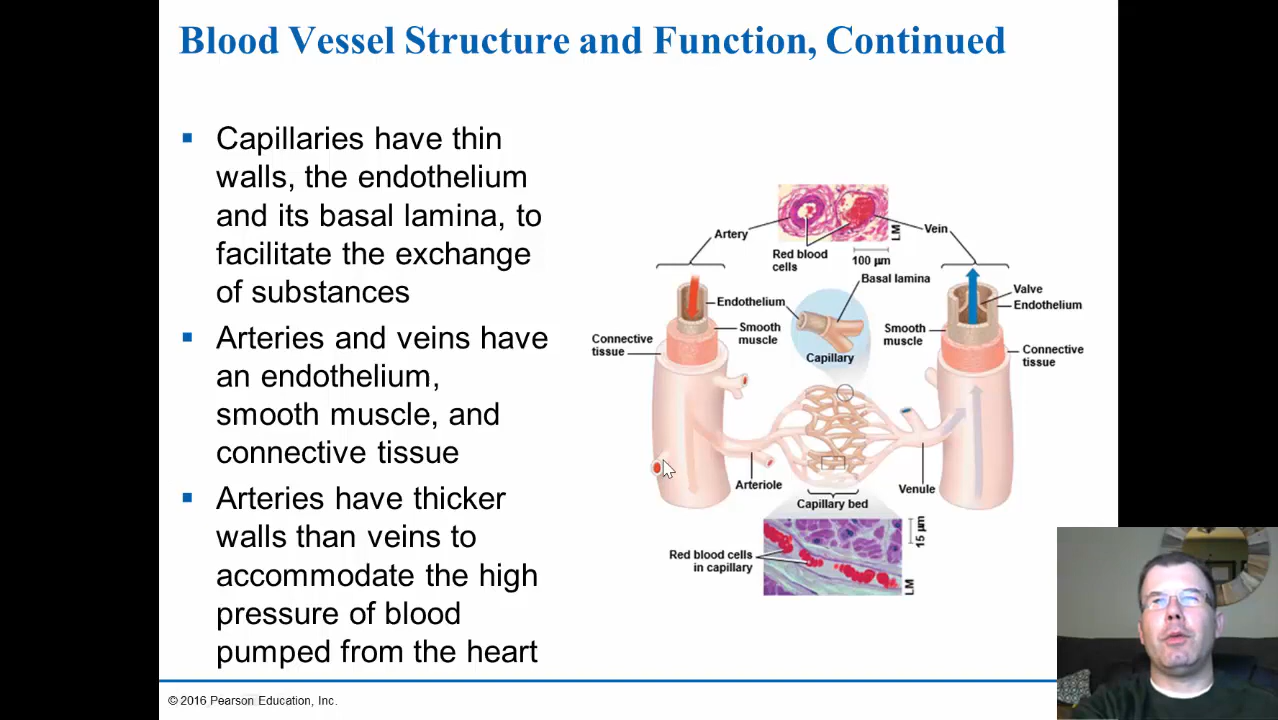 Blood Vessel Structure and Function, Continued
▪ Capillaries have thin
walls, the endothelium
and its basal lamina, to
facilitate the exchange
of substances
▪ Arteries and veins have
an endothelium,
smooth muscle, and
connective tissue
▪ Arteries have thicker
walls than veins to
accommodate the high
pressure of blood
pumped from the heart
Artery
Vein
LM
Red blood
cells
100 µm
Basal lamina
Endothelium
Valve
Endothelium
Smooth
muscle
Smooth
muscle
Connective
tissue
Capillary
Connective
tissue
Arteriole
Venule
Capillary bed
Red blood cells
in capillary
15 µm
LM
© 2016 Pearson Education, Inc.